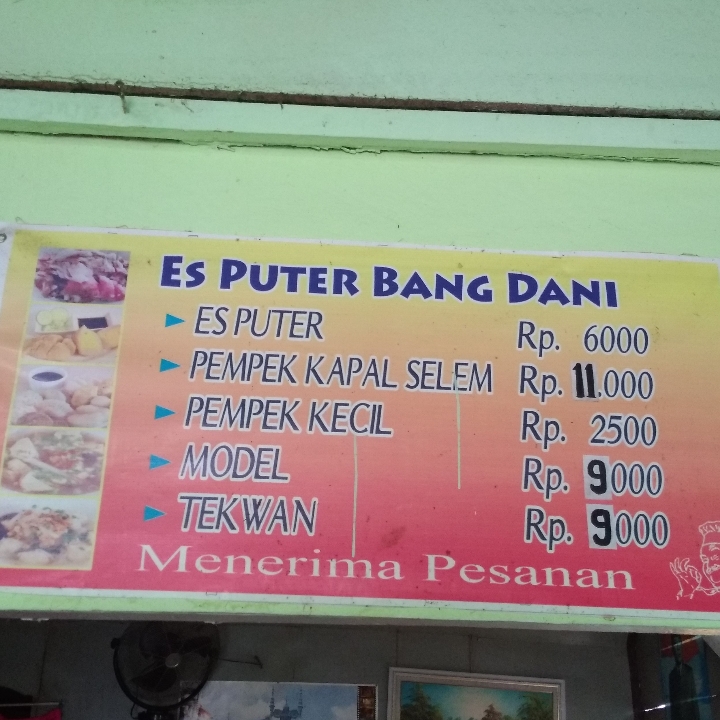 ES PUTER BANG DANI
ES PUTER Rp. 6000
PEMPEK KAPAL SELEM Rp. 11.000
PEMPEK KECIL Rp. 2500
MODEL Rp. 9000
TEKWAN Rp. 9000
Menerima Pesanan